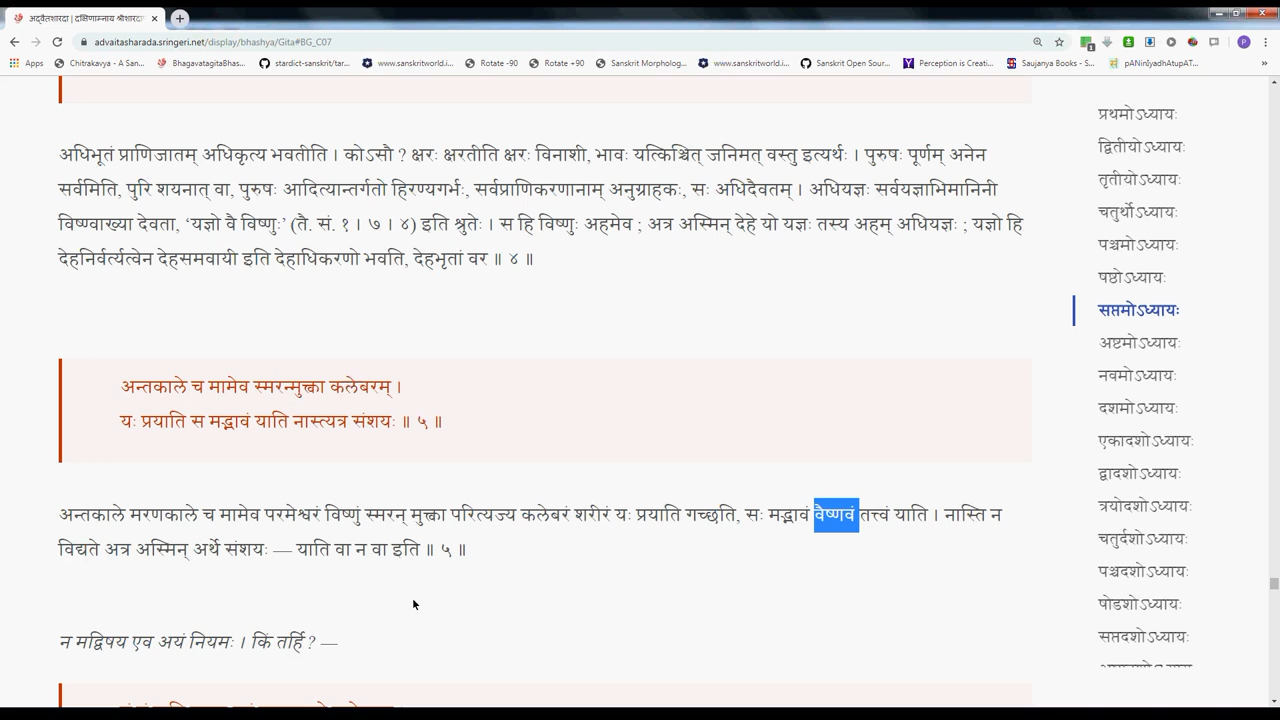 अद्वैतशारदा | दक्षिणाम्नाय श्रीशारदा
advaitasharada.sringeri.net/display/bhashya/Gita#BG_C07
Apps Chitrakavya - A San... BhagavatagitaBhas... stardict-sanskrit/tar... www.sanskritworld.i... Rotate -90 Rotate +90 Sanskrit Morpholog... www.sanskritworld.i... Sanskrit Open Sour... Perception is Creati... Saujanya Books - S... pANinIyadhAtupAT...
अधिभूतं प्राणिजातम् अधिकृत्य भवतीति । कोऽसौ ? क्षरः क्षरतीति क्षरः विनाशी, भावः यत्किञ्चित् जनिमत् वस्तु इत्यर्थः । पुरुषः पूर्णम् अनेन
सर्वमिति, पुरि शयनात् वा, पुरुषः आदित्यान्तर्गतो हिरण्यगर्भः, सर्वप्राणिकरणानाम् अनुग्राहकः, सः अधिदैवतम् । अधियज्ञः सर्वयज्ञाभिमानिनी
विष्ण्वाख्या देवता, ‘यज्ञो वै विष्णुः’ (तै. सं. १ । ७ । ४) इति श्रुतेः । स हि विष्णुः अहमेव ; अत्र अस्मिन् देहे यो यज्ञः तस्य अहम् अधियज्ञः ; यज्ञो हि
देहनिर्वर्त्यत्वेन देहसमवायी इति देहाधिकरणो भवति, देहभृतां वर ॥ ४ ॥
अन्तकाले च मामेव स्मरन्मुक्त्वा कलेबरम् ।
यः प्रयाति स मद्भावं याति नास्त्यत्र संशयः ॥ ५ ॥
अन्तकाले मरणकाले च मामेव परमेश्वरं विष्णुं स्मरन् मुक्त्वा परित्यज्य कलेबरं शरीरं यः प्रयाति गच्छति, सः मद्भावं वैष्णवं तत्त्वं याति । नास्ति न
विद्यते अत्र अस्मिन् अर्थे संशयः — याति वा न वा इति ॥ ५ ॥
न मद्विषय एव अयं नियमः । किं तर्हि ? —
प्रथमोऽध्यायः
द्वितीयोऽध्यायः
तृतीयोऽध्यायः
चतुर्थोऽध्यायः
पञ्चमोऽध्यायः
षष्ठोऽध्यायः
सप्तमोऽध्यायः
अष्टमोऽध्यायः
नवमोऽध्यायः
दशमोऽध्यायः
एकादशोऽध्यायः
द्वादशोऽध्यायः
त्रयोदशोऽध्यायः
चतुर्दशोऽध्यायः
पञ्चदशोऽध्यायः
षोडशोऽध्यायः
सप्तदशोऽध्यायः